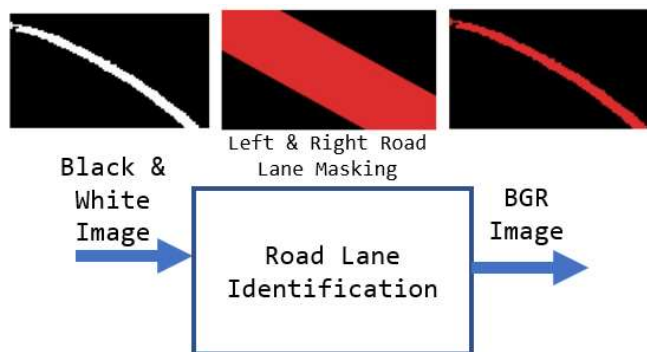 Left & Right Road
Lane Masking
Black &
White
Image
Road Lane
Identification
BGR
Image